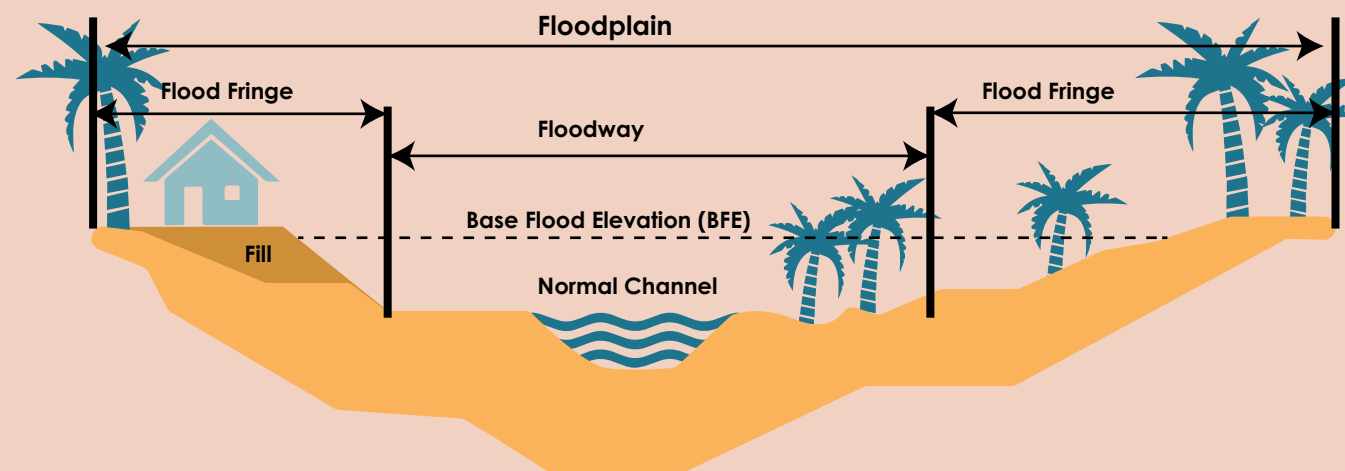 Floodplain
Flood Fringe
Flood Fringe
Floodway
Base Flood Elevation (BFE)
Fill
Normal Channel